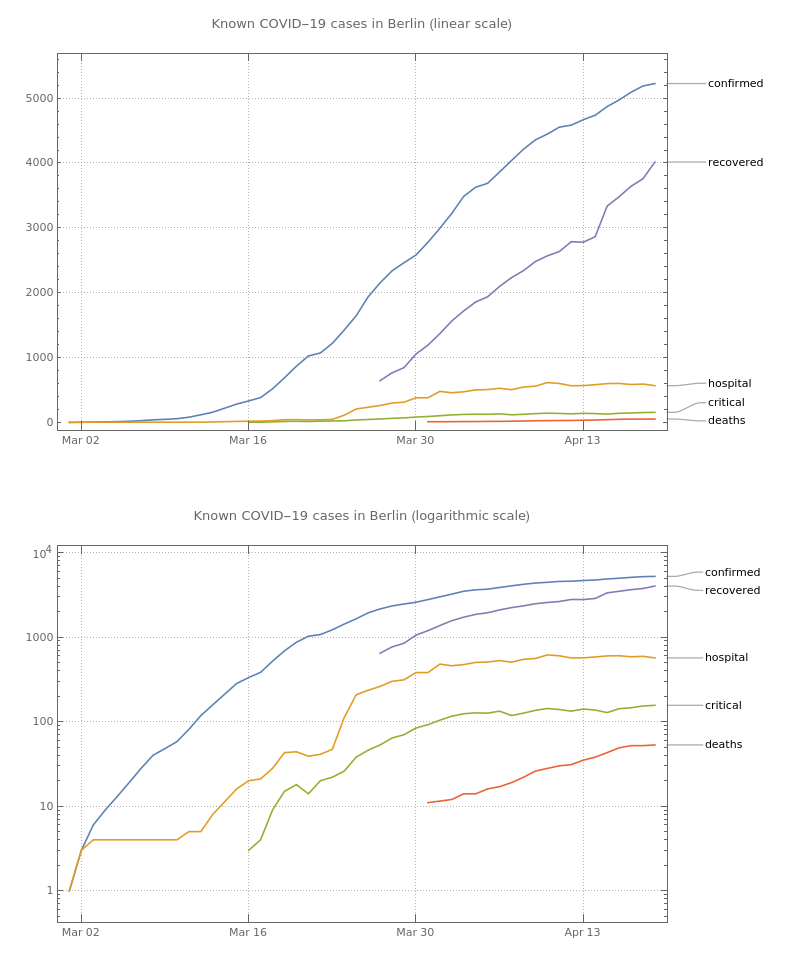 Known COVID−19 cases in Berlin (linear scale)
5000
4000
3000
2000
1000
0
confirmed
recovered
hospital
critical
deaths
Mar 02 Mar 16 Mar 30 Apr 13
Known COVID−19 cases in Berlin (logarithmic scale)
10⁴
1000
100
10
1
confirmed
recovered
hospital
critical
deaths
Mar 02 Mar 16 Mar 30 Apr 13